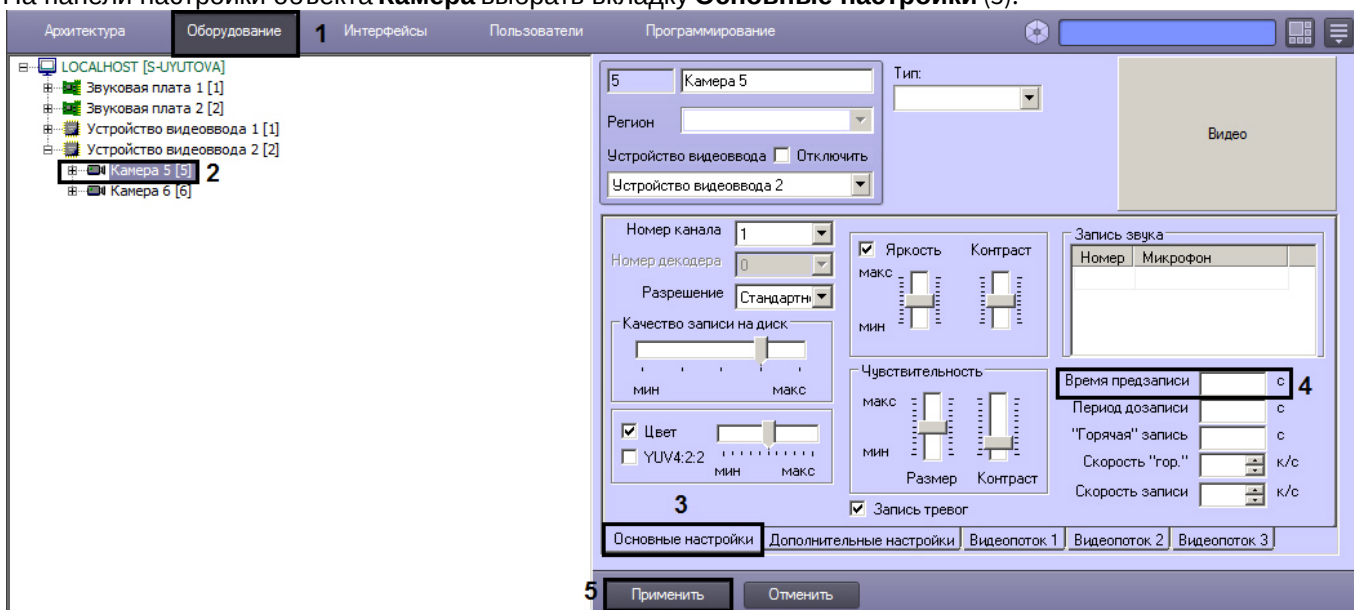 На панели настройки объекта Камера выбрать вкладку Основные настройки (3).
Архитектура Оборудование 1 Интерфейсы Пользователи Программирование
LOCALHOST [S-UYUTOVA]
Звуковая плата 1 [1]
Звуковая плата 2 [2]
Устройство видеоввода 1 [1]
Устройство видеоввода 2 [2]
Камера 5 [5] 2
Камера 6 [6]
5 Камера 5
Тип:
Регион
Устройство видеоввода Отключить
Устройство видеоввода 2
Видео
Номер канала 1
Номер декодера 0
Разрешение Стандартн
Качество записи на диск
мин макс
Цвет
YUV4:2:2
мин макс
3
Яркость Контраст
макс
мин
Чувствительность
макс
мин
Размер Контраст
Запись тревог
Запись звука
Номер Микрофон
Время предзаписи с 4
Период дозаписи с
"Горячая" запись с
Скорость "гор." к/с
Скорость записи к/с
Основные настройки Дополнительные настройки Видеопоток 1 Видеопоток 2 Видеопоток 3
5 Применить Отменить